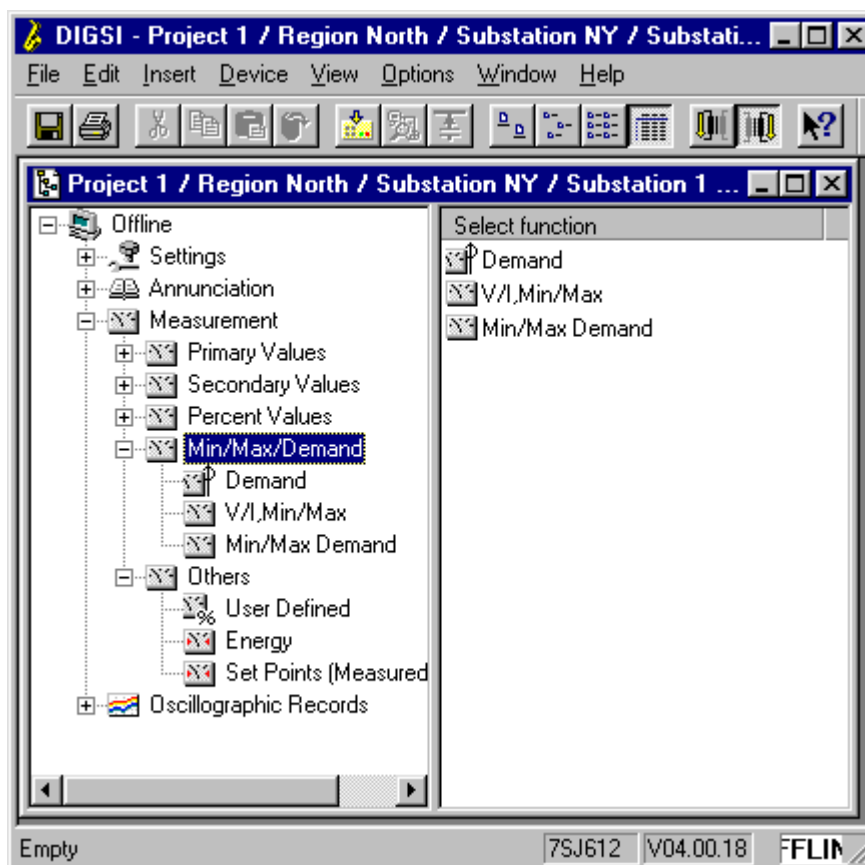 DIGSI - Project 1 / Region North / Substation NY / Substati...
File Edit Insert Device View Options Window Help
Project 1 / Region North / Substation NY / Substation 1 ...
Offline
Settings
Annunciation
Measurement
Primary Values
Secondary Values
Percent Values
Min/Max/Demand
Demand
V/I,Min/Max
Min/Max Demand
Others
User Defined
Energy
Set Points (Measured
Oscillographic Records
Select function
Demand
V/I,Min/Max
Min/Max Demand
Empty 7SJ612 V04.00.18 FFLIN